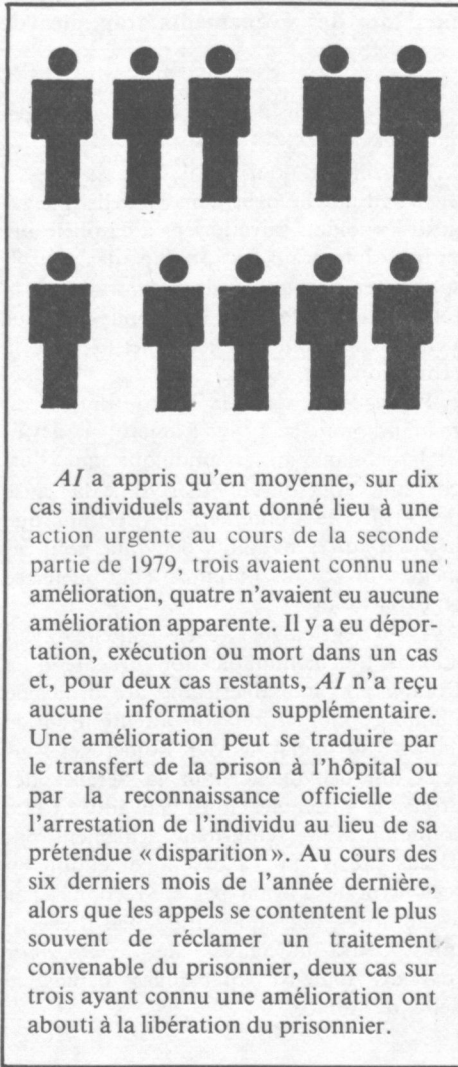 AI a appris qu'en moyenne, sur dix
cas individuels ayant donné lieu à une
action urgente au cours de la seconde
partie de 1979, trois avaient connu une
amélioration, quatre n'avaient eu aucune
amélioration apparente. Il y a eu dépor-
tation, exécution ou mort dans un cas
et, pour deux cas restants, AI n'a reçu
aucune information supplémentaire.
Une amélioration peut se traduire par
le transfert de la prison à l'hôpital ou
par la reconnaissance officielle de
l'arrestation de l'individu au lieu de sa
prétendue «disparition». Au cours des
six derniers mois de l'année dernière,
alors que les appels se contentent le plus
souvent de réclamer un traitement
convenable du prisonnier, deux cas sur
trois ayant connu une amélioration ont
abouti à la libération du prisonnier.